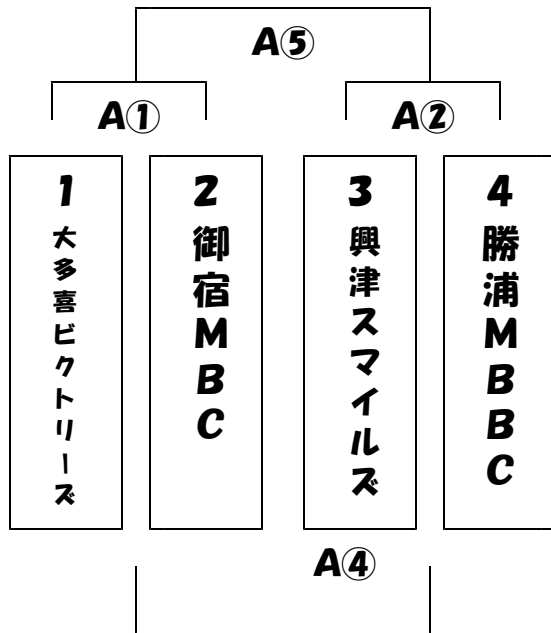 A⑤
A①
A②
1 大多喜ビクトリーズ
2 御宿MBC
3 興津スマイルズ
4 勝浦MBBC
A④